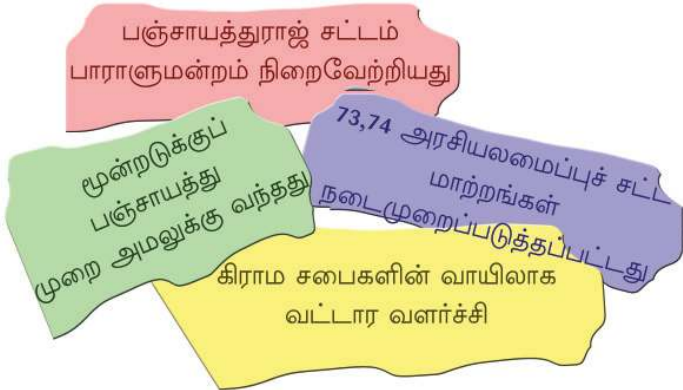 பஞ்சாயத்துராஜ் சட்டம்
பாராளுமன்றம் நிறைவேற்றியது
மூன்றடுக்குப்
பஞ்சாயத்து
முறை அமலுக்கு வந்தது
73,74 அரசியலமைப்புச் சட்ட
மாற்றங்கள்
நடைமுறைப்படுத்தப்பட்டது
கிராம சபைகளின் வாயிலாக
வட்டார வளர்ச்சி